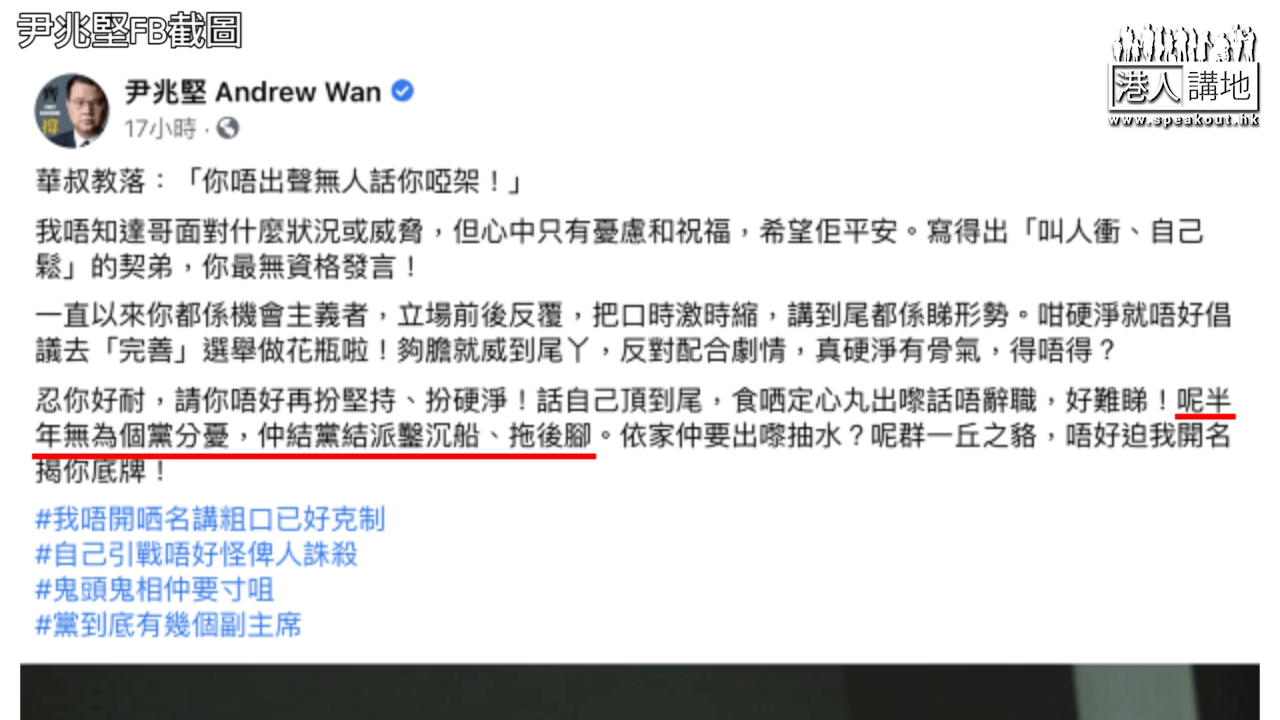 尹兆堅FB截圖
港人講地
www.speakout.hk
尹兆堅 Andrew Wan
17小時 ·
華叔教落：「你唔出聲無人話你啞架！」
我唔知達哥面對什麼狀況或威脅，但心中只有憂慮和祝福，希望佢平安。寫得出「叫人衝、自己
鬆」的契弟，你最無資格發言！
一直以來你都係機會主義者，立場前後反覆，把口時激時縮，講到尾都係睇形勢。咁硬淨就唔好倡
議去「完善」選舉做花瓶啦！夠膽就威到尾丫，反對配合劇情，真硬淨有骨氣，得唔得？
忍你好耐，請你唔好再扮堅持、扮硬淨！話自己頂到尾，食哂定心丸出嚟話唔辭職，好難睇！呢半
年無為個黨分憂，仲結黨結派鑿沉船、拖後腳。依家仲要出嚟抽水？呢群一丘之貉，唔好迫我開名
揭你底牌！
#我唔開哂名講粗口已好克制
#自己引戰唔好怪俾人誅殺
#鬼頭鬼相仲要寸咀
#黨到底有幾個副主席